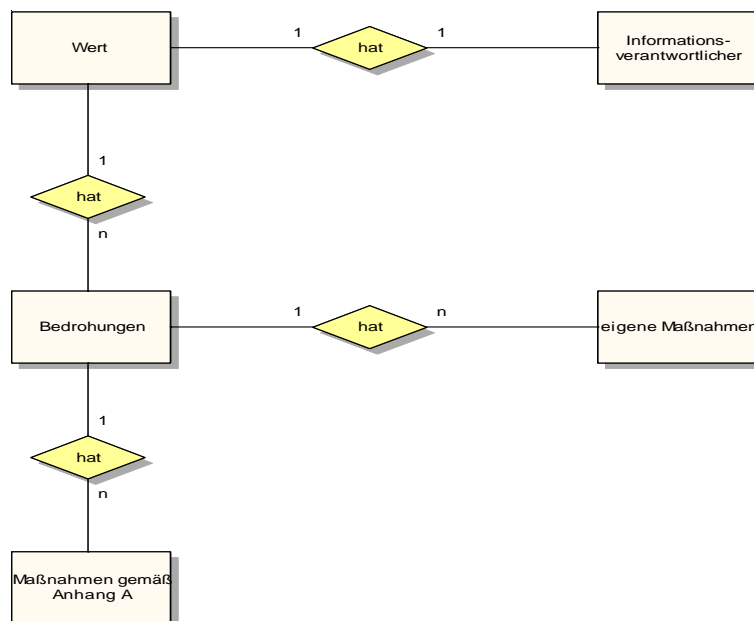 Wert
1
hat
1
Informations-
verantwortlicher
1
hat
n
Bedrohungen
1
hat
n
eigene Maßnahmen
1
hat
n
Maßnahmen gemäß
Anhang A